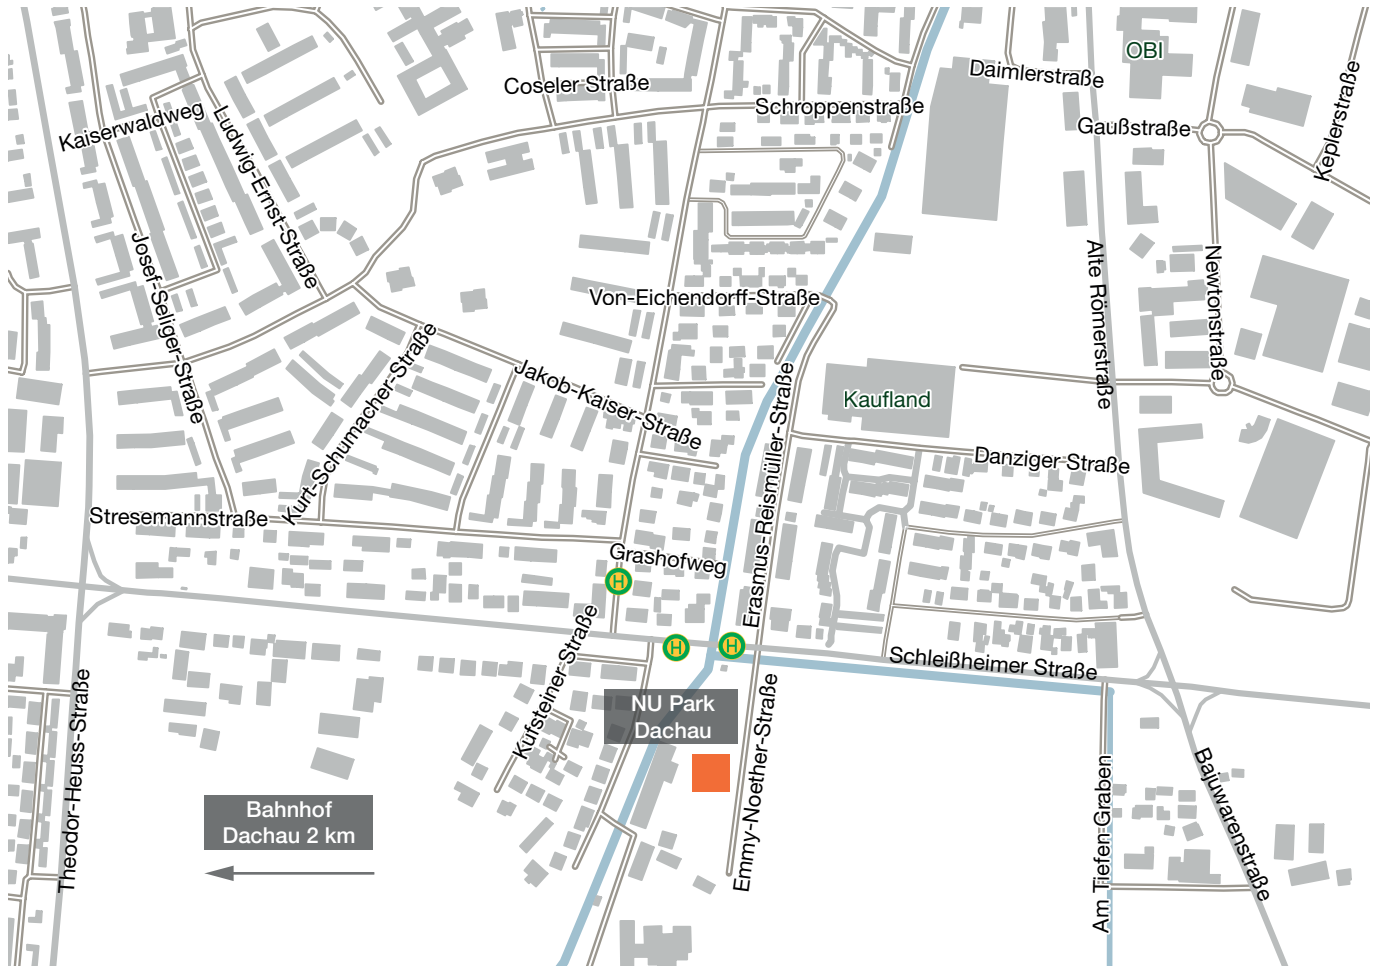 OBI
Daimlerstraße
Coseler Straße
Schroppenstraße
Gaußstraße
Keplerstraße
Kaiserwaldweg
Ludwig-Ernst-Straße
Josef-Seliger-Straße
Alte Römerstraße
Newtonstraße
Von-Eichendorff-Straße
Kurt-Schumacher-Straße
Jakob-Kaiser-Straße
Kaufland
Erasmus-Reismüller-Straße
Danziger Straße
Stresemannstraße
Grashofweg
H
H
H
Kufsteiner-Straße
Schleißheimer Straße
Theodor-Heuss-Straße
NU Park
Dachau
Emmy-Noether-Straße
Bahnhof
Dachau 2 km
Am Tiefen Graben
Bajuwarenstraße